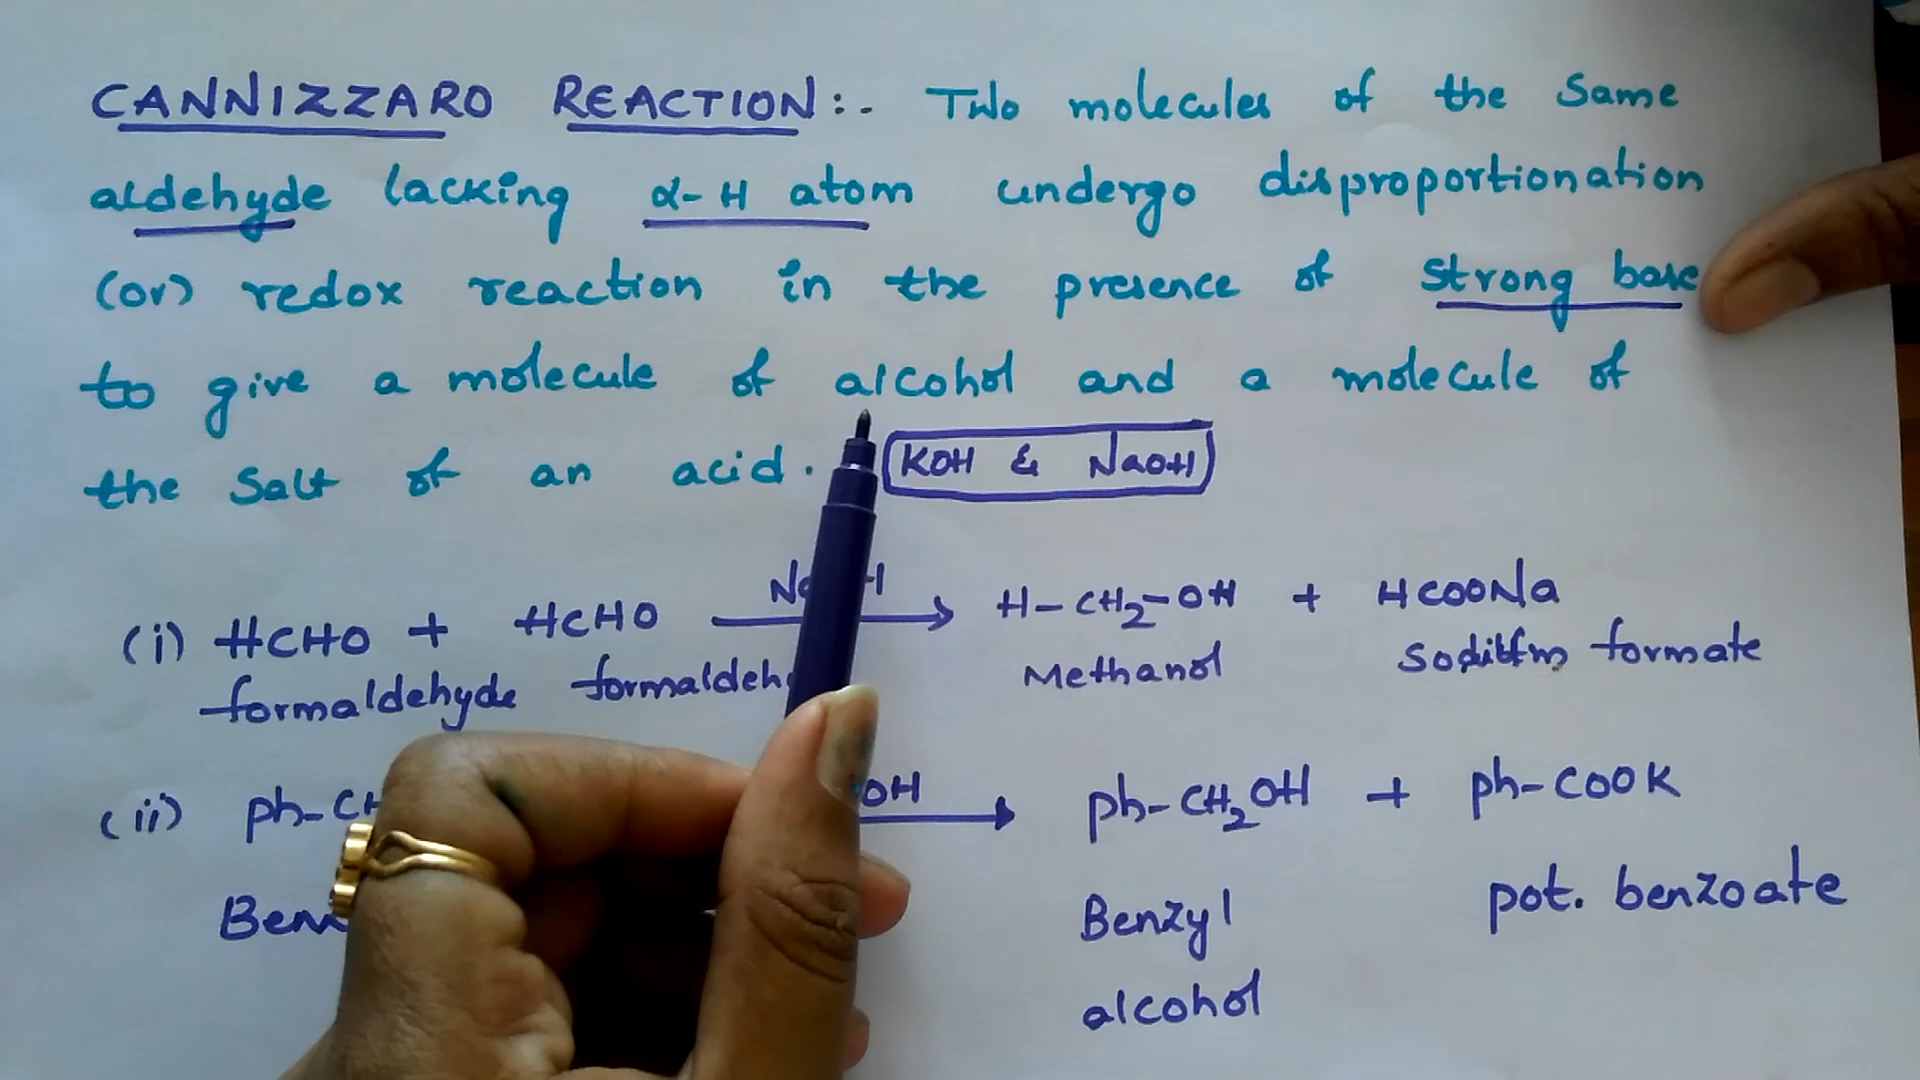 CANNIZZARO REACTION:- Two molecules of the same
aldehyde lacking α-H atom undergo disproportionation
(or) redox reaction in the presence of strong base
to give a molecule of alcohol and a molecule of
the salt of an acid. KOH & NaOH
(i) HCHO + HCHO → H-CH2-OH + HCOONa
formaldehyde Methanol formate
(ii) ph-CH OH → ph-CH2OH + ph-COOK
Benzyl pot. benzoate
alcohol